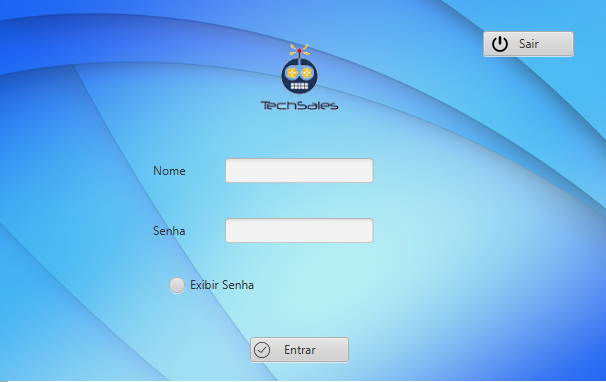 Sair
TechSales
Nome
Senha
Exibir Senha
Entrar